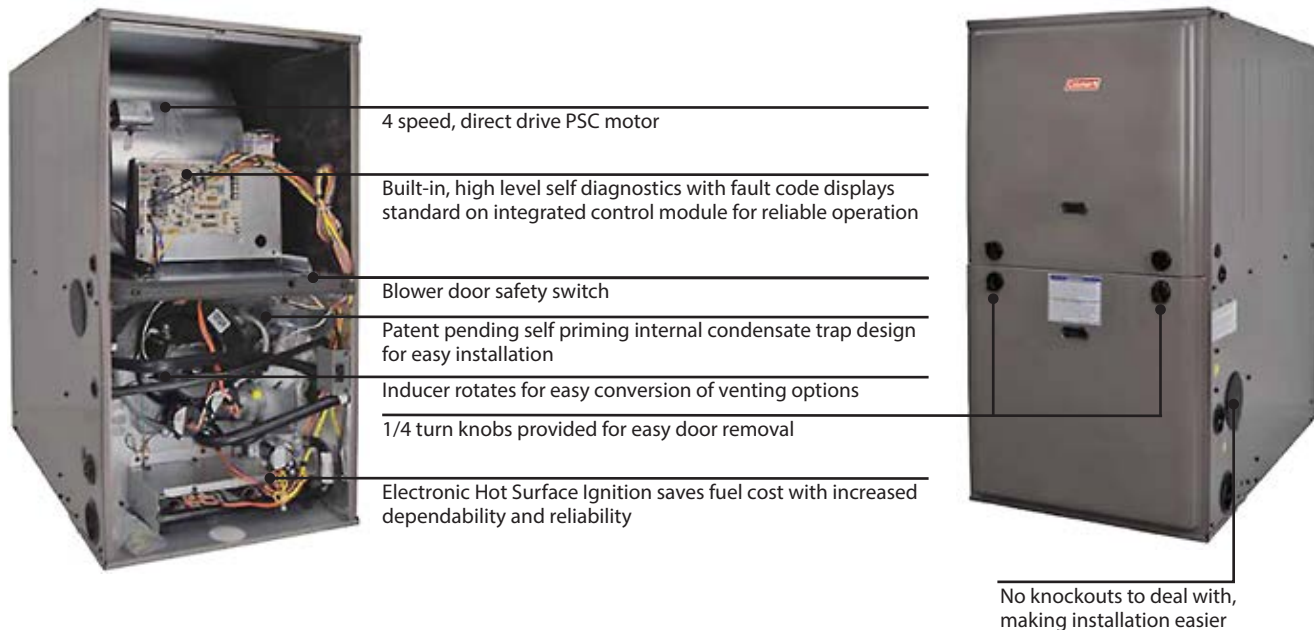 Coleman
4 speed, direct drive PSC motor
Built-in, high level self diagnostics with fault code displays
standard on integrated control module for reliable operation
Blower door safety switch
Patent pending self priming internal condensate trap design
for easy installation
Inducer rotates for easy conversion of venting options
1/4 turn knobs provided for easy door removal
Electronic Hot Surface Ignition saves fuel cost with increased
dependability and reliability
No knockouts to deal with,
making installation easier